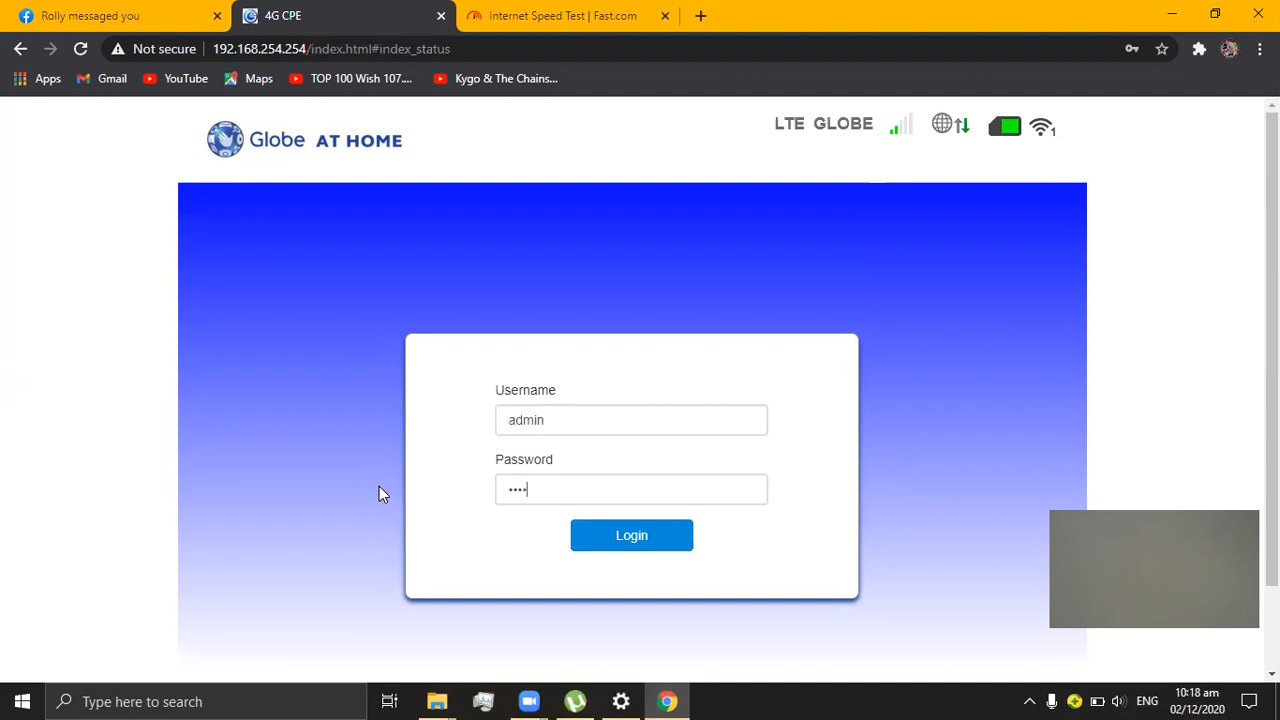 Rolly messaged you
4G CPE
Internet Speed Test | Fast.com
Not secure
192.168.254.254/index.html#index_status
Apps
Gmail
YouTube
Maps
TOP 100 Wish 107....
Kygo & The Chains...
Globe AT HOME
LTE GLOBE
1
Username
admin
Password
••••
Login
Type here to search
ENG
10:18 am
02/12/2020